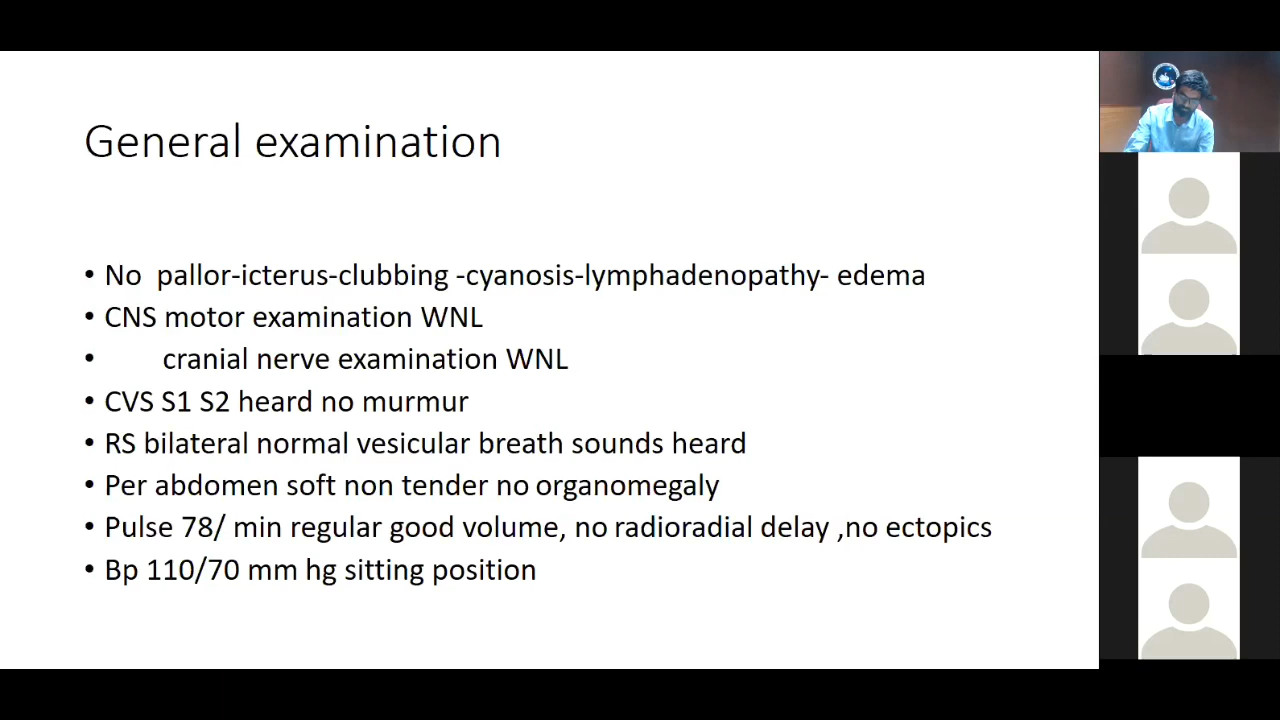 General examination
• No  pallor-icterus-clubbing -cyanosis-lymphadenopathy- edema
• CNS motor examination WNL
• cranial nerve examination WNL
• CVS S1 S2 heard no murmur
• RS bilateral normal vesicular breath sounds heard
• Per abdomen soft non tender no organomegaly
• Pulse 78/ min regular good volume, no radioradial delay ,no ectopics
• Bp 110/70 mm hg sitting position